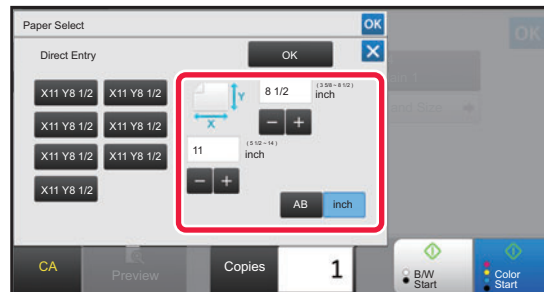 Paper Select
OK
OK
Direct Entry
OK
X11 Y8 1/2
X11 Y8 1/2
X11 Y8 1/2
X11 Y8 1/2
X11 Y8 1/2
X11 Y8 1/2
X11 Y8 1/2
Y
X
8 1/2
(3 5/8~8 1/2)
inch
11
(5 1/2~14)
inch
AB
inch
and Size
CA
Preview
Copies
1
B/W
Start
Color
Start